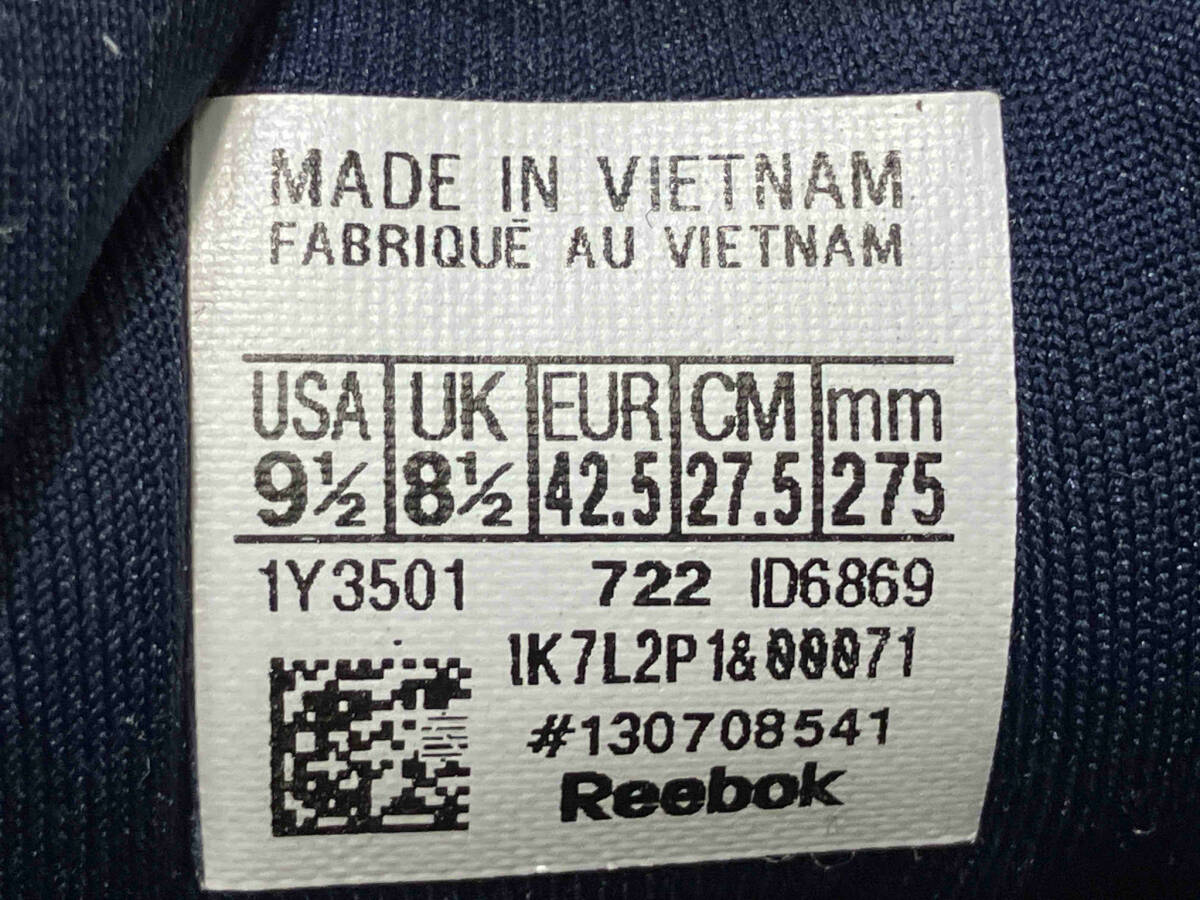 MADE IN VIETNAM
FABRIQUÉ AU VIETNAM
USA UK EUR CM mm
9½ 8½ 42.5 27.5 275
1Y3501 722 ID6869
IK7L2P1&00071
#130708541
Reebok